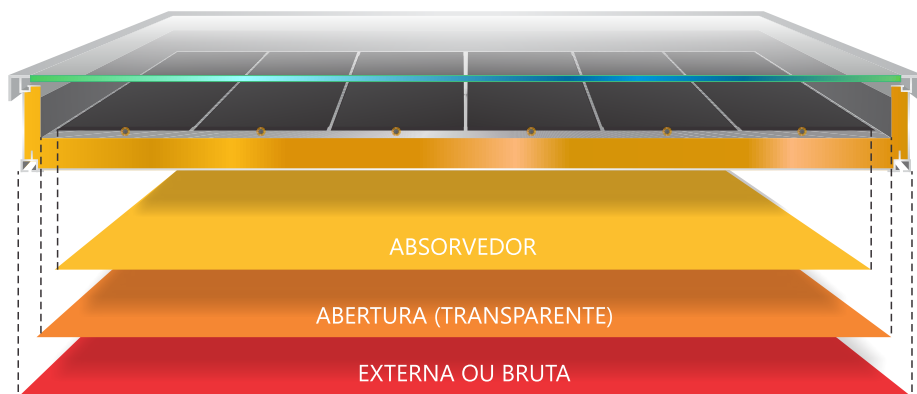 ABSORVEDOR
ABERTURA (TRANSPARENTE)
EXTERNA OU BRUTA